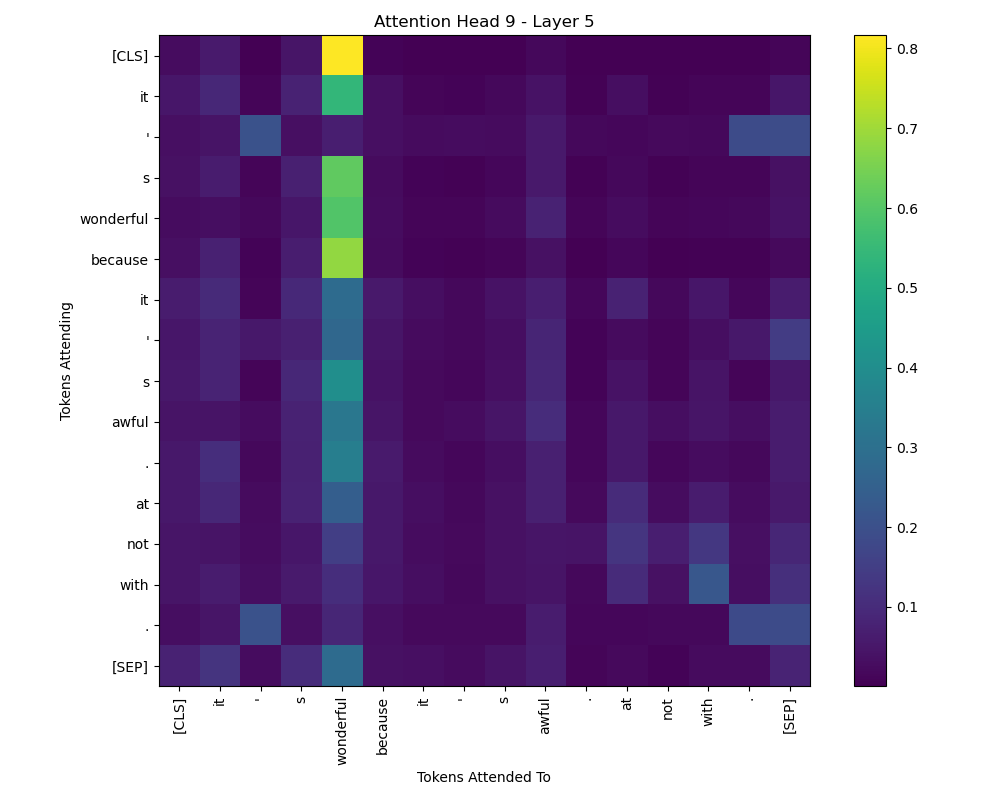 Attention Head 9 - Layer 5
[CLS]
it
'
s
wonderful
because
it
'
s
awful
.
at
not
with
.
[SEP]
Tokens Attending
[CLS]
it
'
s
wonderful
because
it
'
s
awful
.
at
not
with
.
[SEP]
Tokens Attended To
0.8
0.7
0.6
0.5
0.4
0.3
0.2
0.1